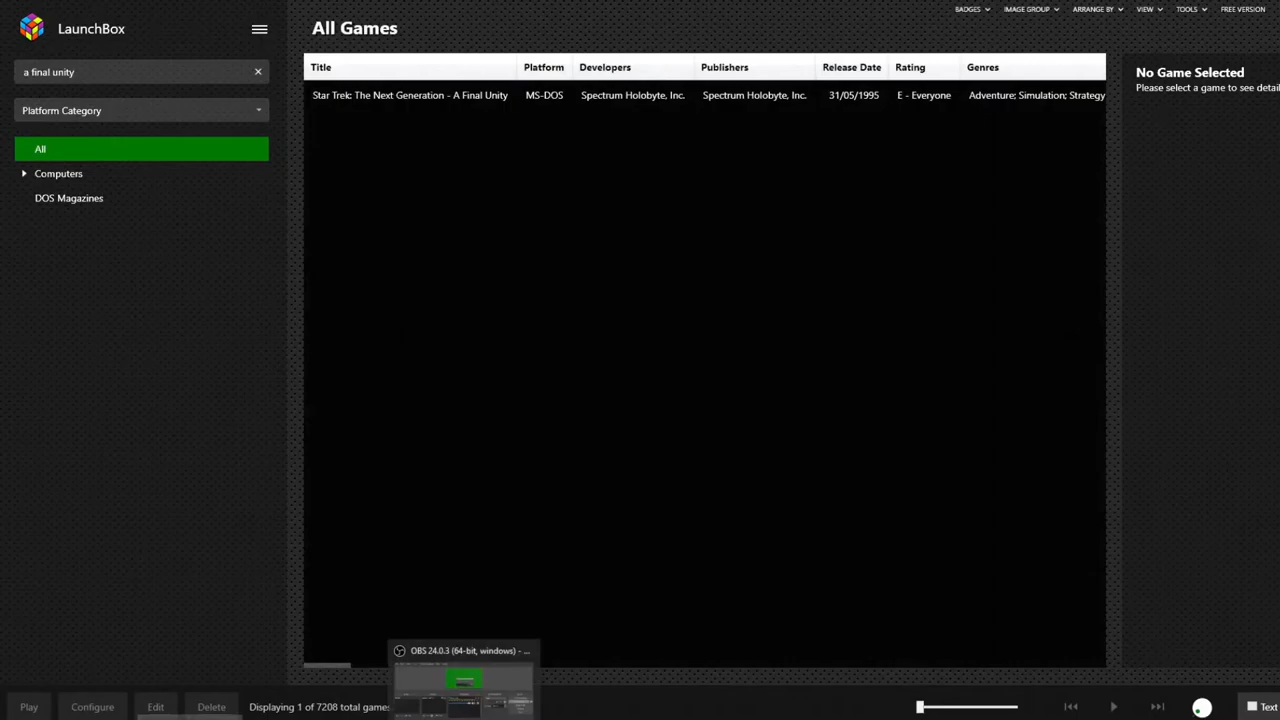 BADGES IMAGE GROUP ARRANGE BY VIEW TOOLS FREE VERSION
LaunchBox
All Games
a final unity
Title Platform Developers Publishers Release Date Rating Genres
No Game Selected
Please select a game to see detail
Star Trek: The Next Generation - A Final Unity MS-DOS Spectrum Holobyte, Inc. Spectrum Holobyte, Inc. 31/05/1995 E - Everyone Adventure; Simulation; Strategy
Platform Category
All
Computers
DOS Magazines
OBS 24.0.3 (64-bit, windows) - ...
Play Configure Edit Delete Displaying 1 of 7208 total games
Text